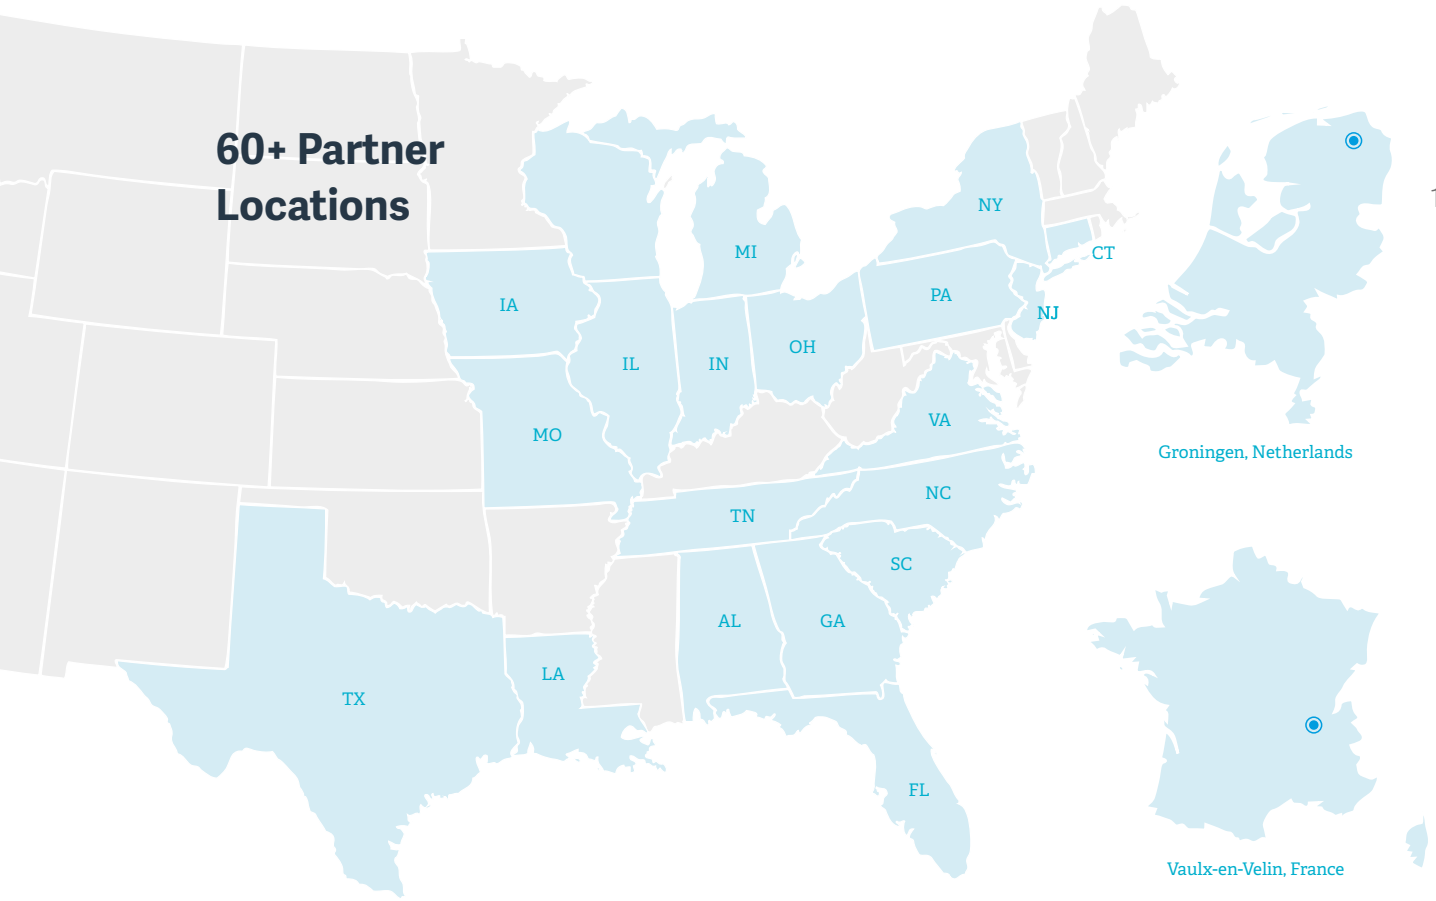 60+ Partner
Locations
NY
MI
CT
PA
IA
NJ
OH
IL
IN
VA
MO
NC
TN
SC
AL
GA
LA
TX
FL
Groningen, Netherlands
Vaulx-en-Velin, France